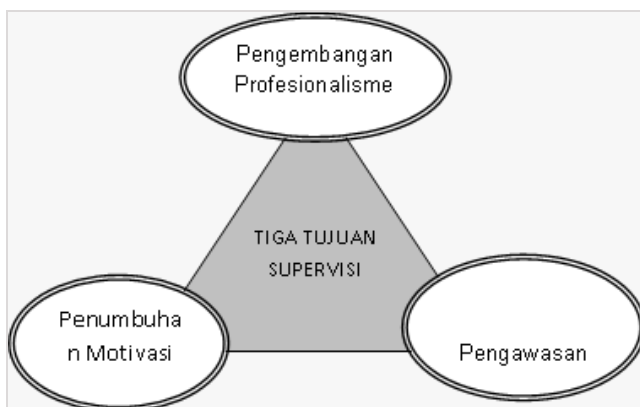 Pengembangan
Profesionalisme
TIGA TUJUAN
SUPERVISI
Penumbuha
n Motivasi
Pengawasan